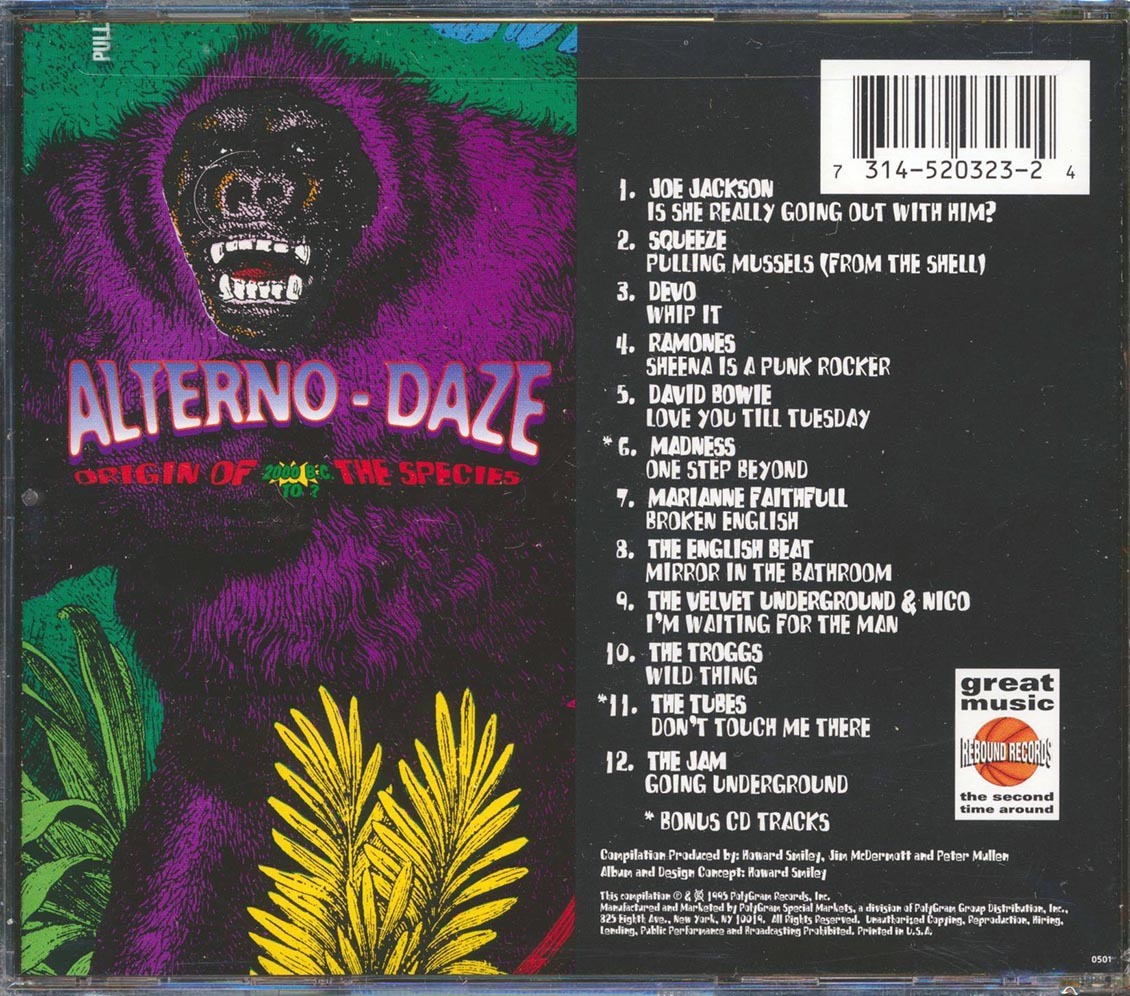 PULL
ALTERNO - DAZE
ORIGIN OF 2000 B.C. TO ? THE SPECIES
7 314-520323-2 4
1. JOE JACKSON
IS SHE REALLY GOING OUT WITH HIM?
2. SQUEEZE
PULLING MUSSELS (FROM THE SHELL)
3. DEVO
WHIP IT
4. RAMONES
SHEENA IS A PUNK ROCKER
5. DAVID BOWIE
LOVE YOU TILL TUESDAY
*6. MADNESS
ONE STEP BEYOND
7. MARIANNE FAITHFULL
BROKEN ENGLISH
8. THE ENGLISH BEAT
MIRROR IN THE BATHROOM
9. THE VELVET UNDERGROUND & NICO
I'M WAITING FOR THE MAN
10. THE TROGGS
WILD THING
*11. THE TUBES
DON'T TOUCH ME THERE
12. THE JAM
GOING UNDERGROUND
* BONUS CD TRACKS
great
music
REBOUND RECORDS
the second
time around
Compilation Produced by: Howard Smiley, Jim McDermott and Peter Mullen
Album and Design Concept: Howard Smiley
This compilation ℗ & © 1995 PolyGram Records, Inc.
Manufactured and Marketed by PolyGram Special Markets, a division of PolyGram Group Distribution, Inc.,
825 Eighth Ave., New York, NY 10019. All Rights Reserved. Unauthorized Copying, Reproduction, Hiring,
Lending, Public Performance and Broadcasting Prohibited. Printed in U.S.A.
0501